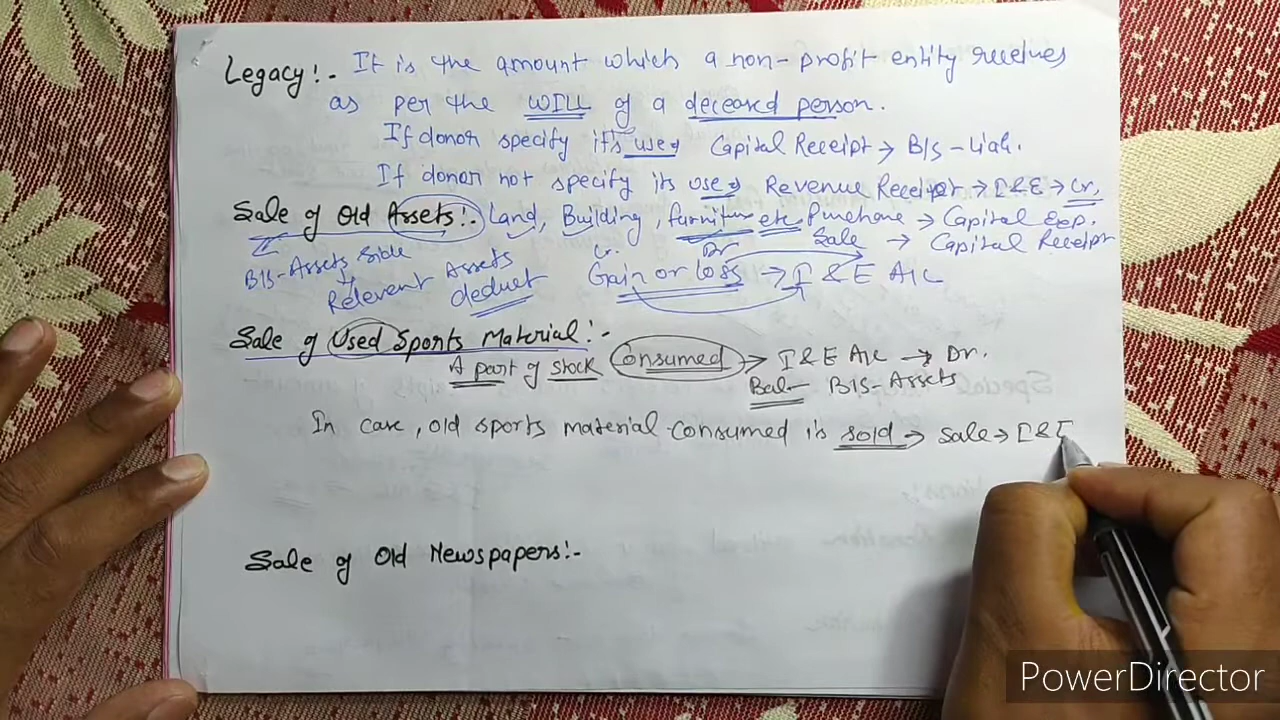 Legacy:- It is the amount which a non-profit entity receives
as per the WILL of a deceased person.
If donor specify it's use → Capital Receipt → B/S - Liab.
If donor not specify its use → Revenue Receipt → I&E → Cr.
Sale of Old Assets:- Land, Building, furniture etc Purchase → Capital Exp.
Sale → Capital Receipt
B/S - Assets side
Relevent Assets
deduct
Cr. Dr
Gain or loss → I & E A/c
Sale of Used Sports Material:-
A part of stock Consumed → I & E A/c → Dr.
Bal - B/S - Assets
In case, old sports material consumed is sold → Sale → I & E
Sale of Old Newspapers:-
PowerDirector